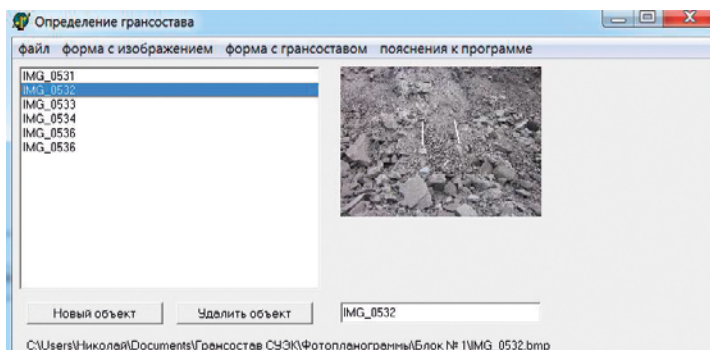 Определение грансостава
файл форма с изображением форма с грансоставом пояснения к программе
IMG_0531
IMG_0532
IMG_0533
IMG_0534
IMG_0536
IMG_0536
Новый объект Удалить объект IMG_0532
C:\Users\Николай\Documents\Грансостав СУЭК\Фотопланограммы\Блок № 1\IMG_0532.bmp